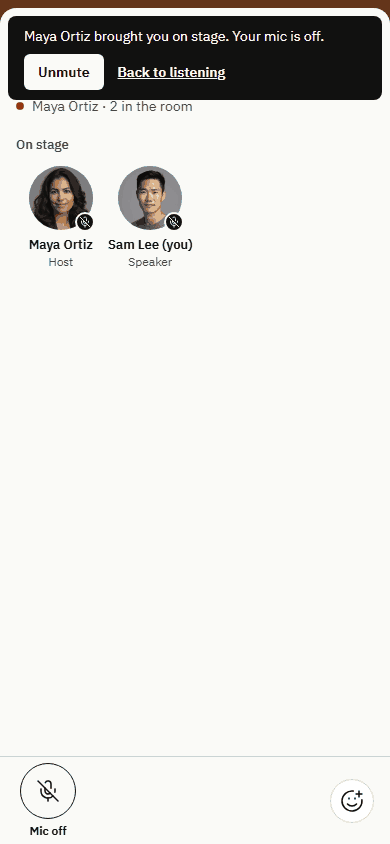 Maya Ortiz brought you on stage. Your mic is off.
Unmute Back to listening
Maya Ortiz · 2 in the room
On stage
Maya Ortiz Sam Lee (you)
Host Speaker
Mic off